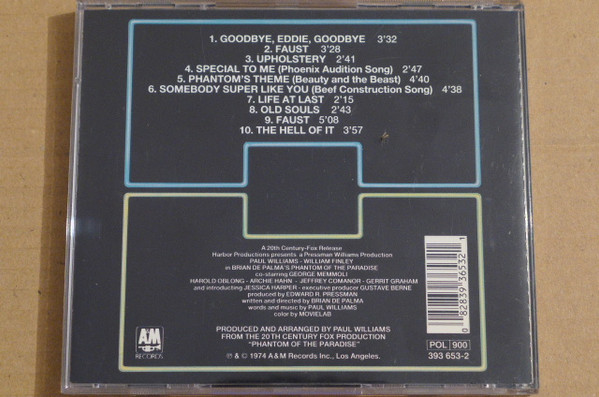 1. GOODBYE, EDDIE, GOODBYE 3'32
2. FAUST 3'28
3. UPHOLSTERY 2'41
4. SPECIAL TO ME (Phoenix Audition Song) 2'47
5. PHANTOM'S THEME (Beauty and the Beast) 4'40
6. SOMEBODY SUPER LIKE YOU (Beef Construction Song) 4'38
7. LIFE AT LAST 2'15
8. OLD SOULS 2'43
9. FAUST 5'08
10. THE HELL OF IT 3'57
A 20th Century-Fox Release
Harbor Productions presents a Pressman Williams Production
PAUL WILLIAMS - WILLIAM FINLEY
in BRIAN DE PALMA'S PHANTOM OF THE PARADISE
co-starring GEORGE MEMMOLI
HAROLD OBLONG - ARCHIE HAHN - JEFFREY COMANOR - GERRIT GRAHAM
and introducing JESSICA HARPER - executive producer GUSTAVE BERNE
produced by EDWARD R. PRESSMAN
written and directed by BRIAN DE PALMA
words and music by PAUL WILLIAMS
color by MOVIELAB
PRODUCED AND ARRANGED BY PAUL WILLIAMS
FROM THE 20TH CENTURY FOX PRODUCTION
"PHANTOM OF THE PARADISE"
℗ & © 1974 A&M Records Inc., Los Angeles.
A&M
RECORDS
0 82839 36532 1
POL 900
393 653-2